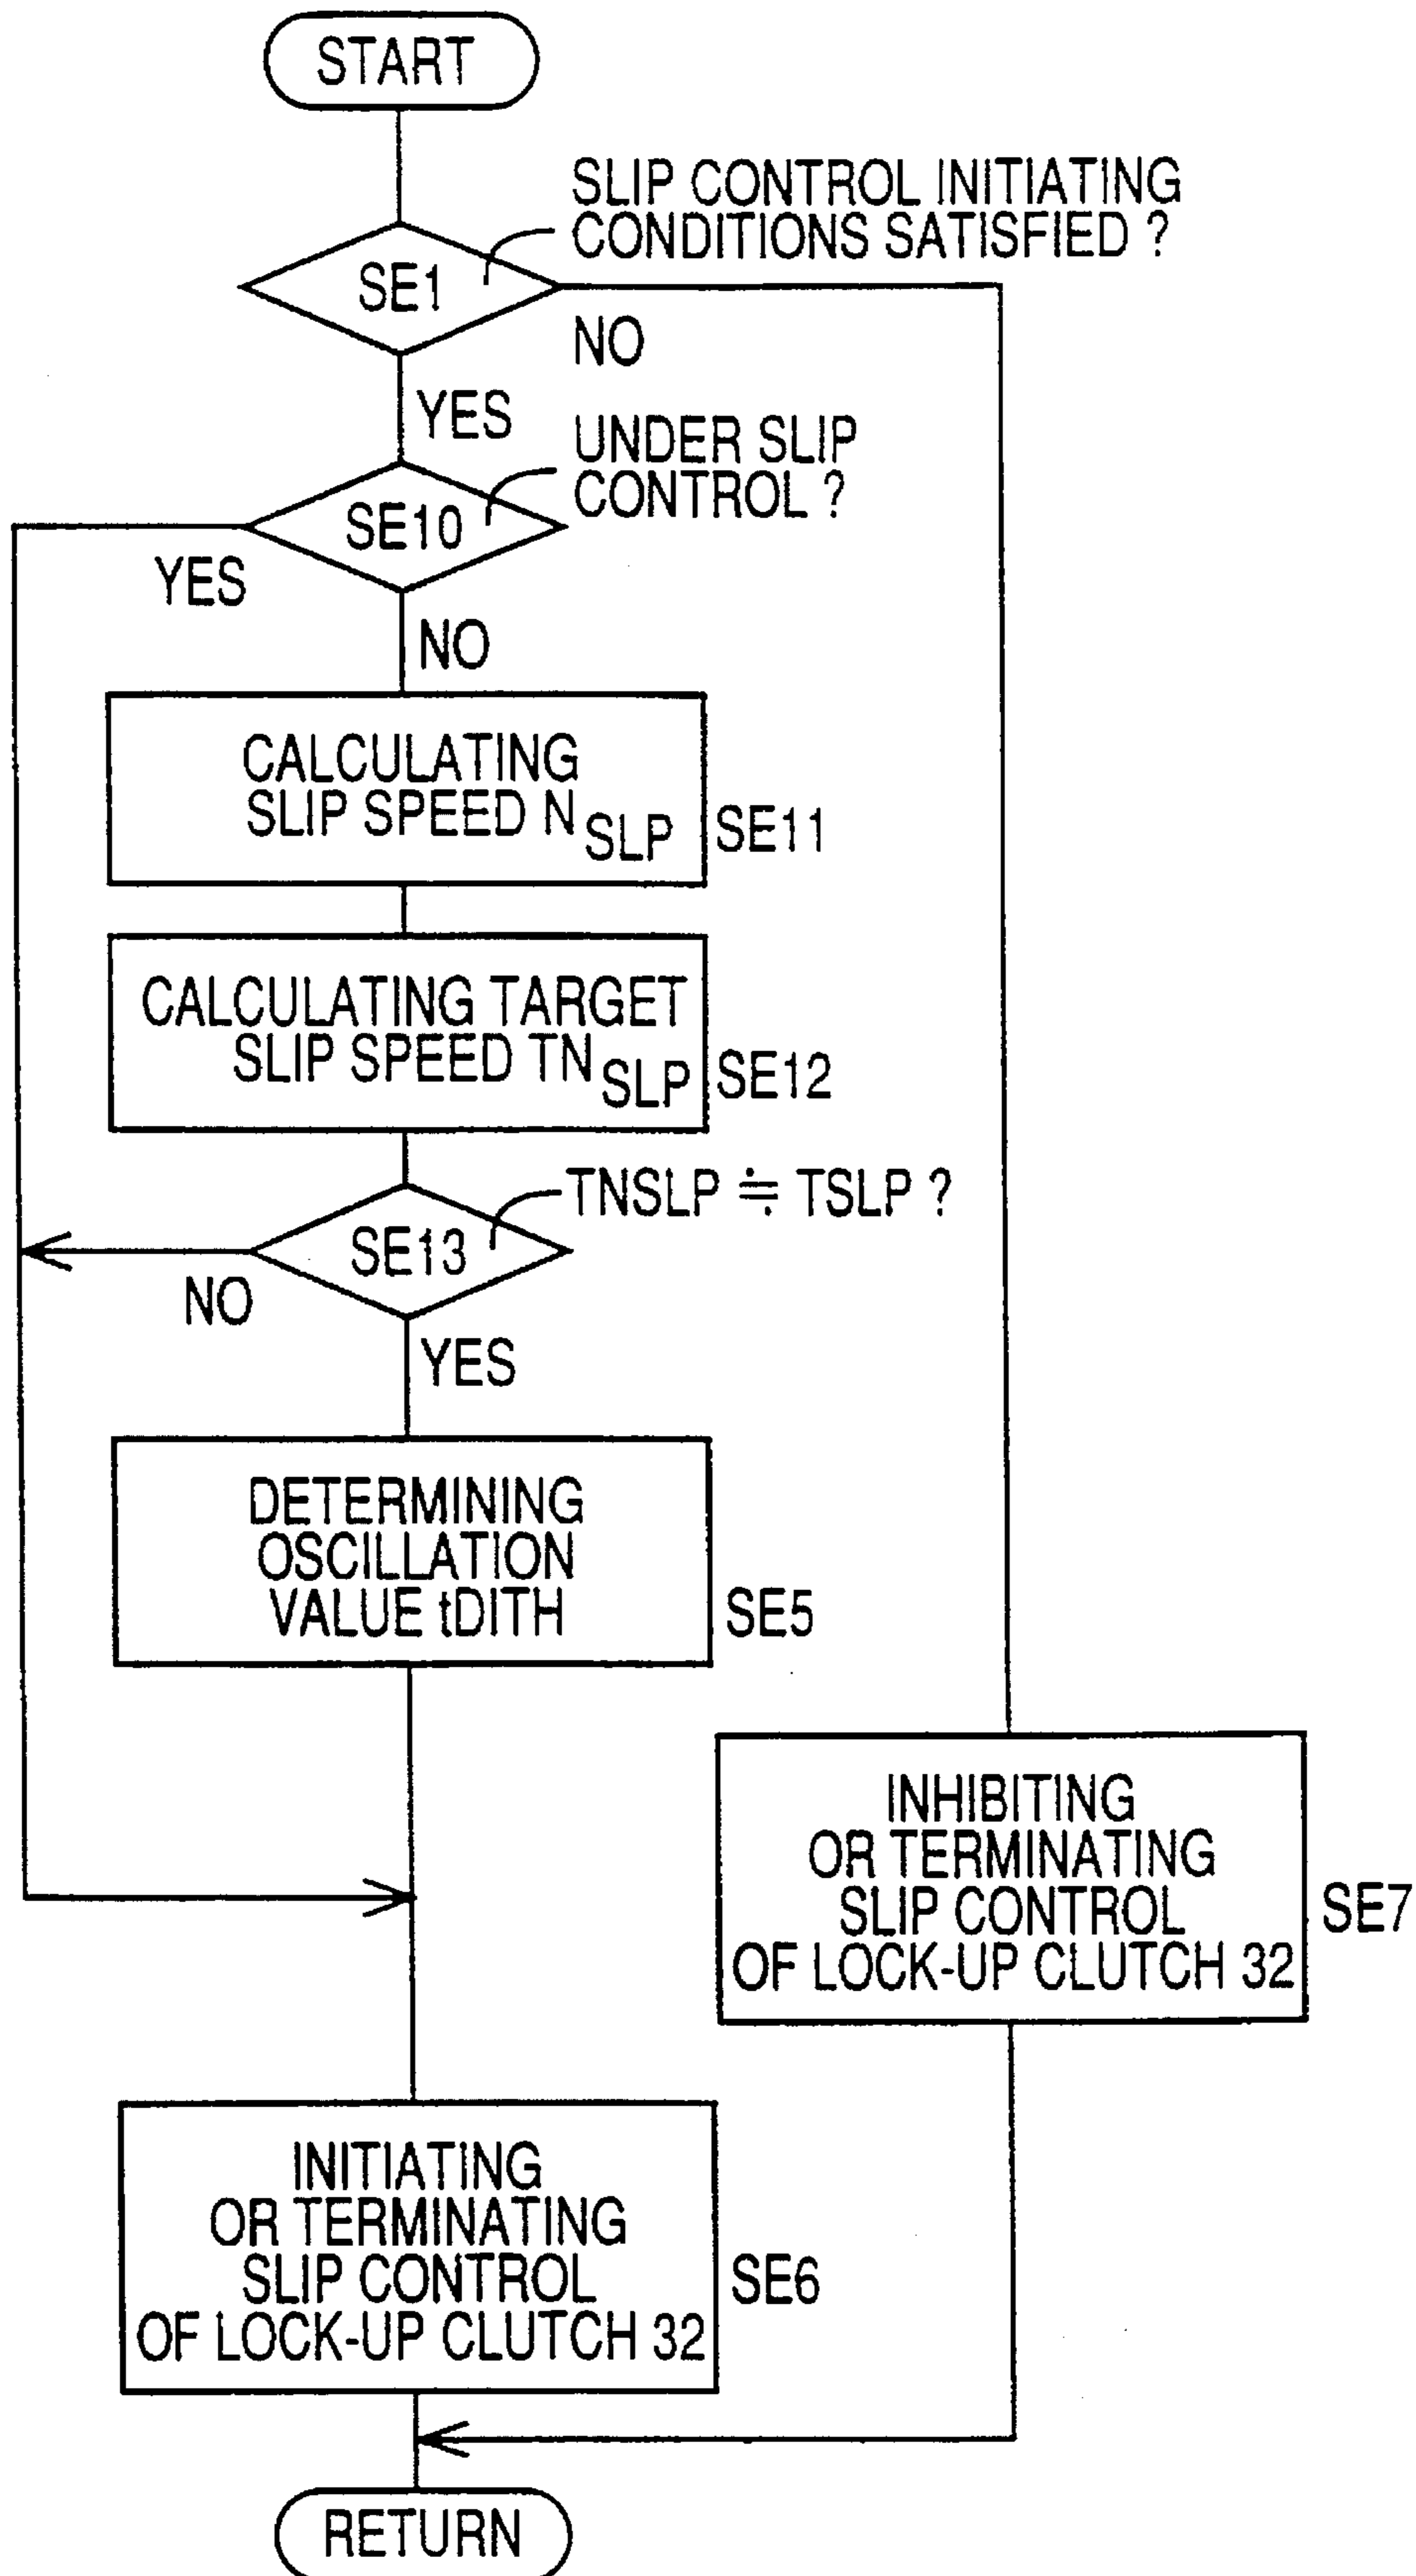 START
SLIP CONTROL INITIATING
CONDITIONS SATISFIED ?
SE1
NO
YES
UNDER SLIP
CONTROL ?
SE10
YES
NO
CALCULATING
SLIP SPEED N SLP
SE11
CALCULATING TARGET
SLIP SPEED TN SLP
SE12
TNSLP ≒ TSLP ?
SE13
NO
YES
DETERMINING
OSCILLATION
VALUE tDITH
SE5
INHIBITING
OR TERMINATING
SLIP CONTROL
OF LOCK-UP CLUTCH 32
SE7
INITIATING
OR TERMINATING
SLIP CONTROL
OF LOCK-UP CLUTCH 32
SE6
RETURN